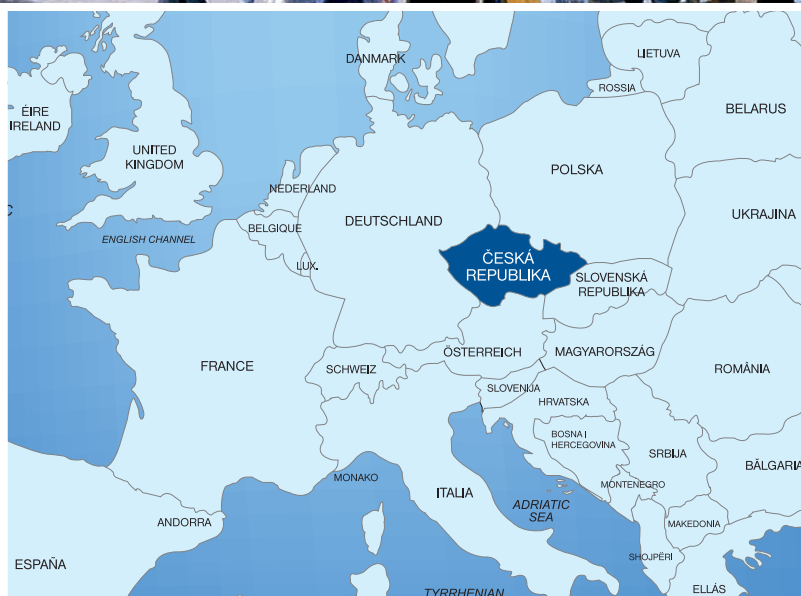 DANMARK
LIETUVA
ROSSIA
BELARUS
ÉIRE
IRELAND
UNITED
KINGDOM
POLSKA
NEDERLAND
DEUTSCHLAND
UKRAJINA
BELGIQUE
ENGLISH CHANNEL
LUX.
ČESKÁ
REPUBLIKA
SLOVENSKÁ
REPUBLIKA
FRANCE
SCHWEIZ
ÖSTERREICH
MAGYARORSZÁG
ROMÂNIA
SLOVENIJA
HRVATSKA
BOSNA I
HERCEGOVINA
SRBIJA
BĂLGARIA
MONAKO
ITALIA
MONTENEGRO
ADRIATIC
SEA
ANDORRA
MAKEDONIA
SHOJPËRI
ESPAÑA
ELLÁS
TYRRHENIAN